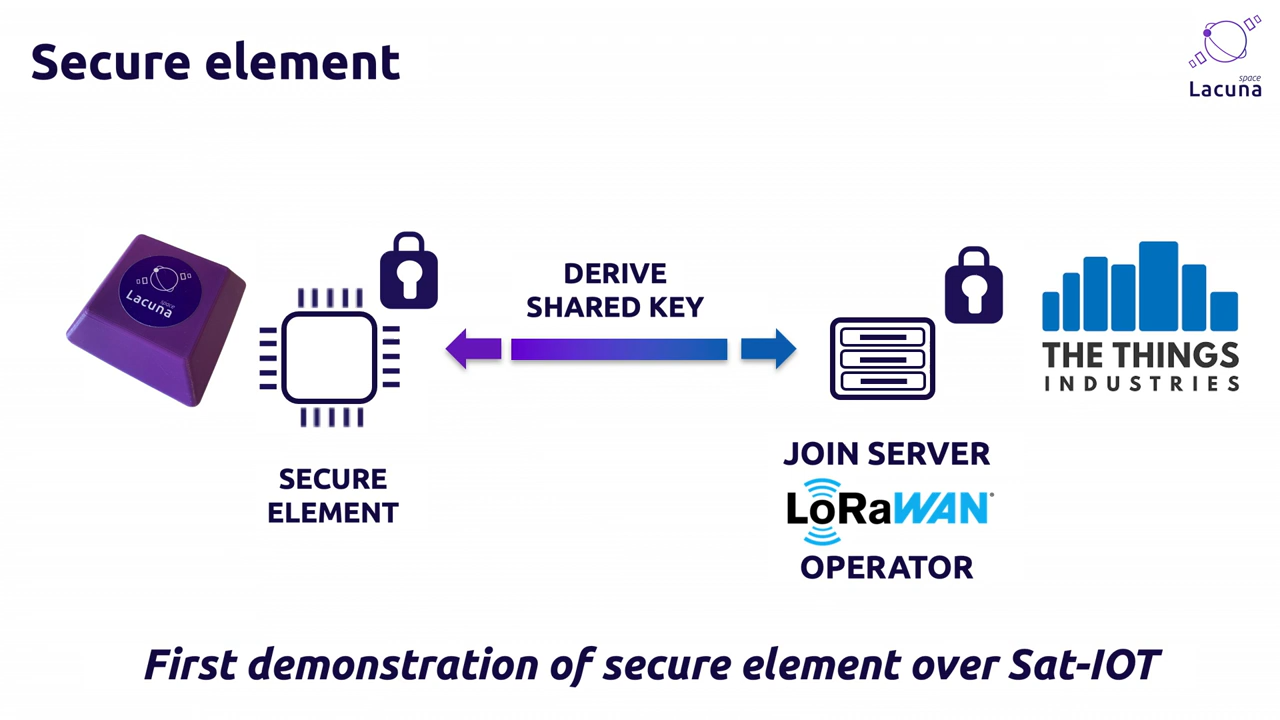 Secure element
space
Lacuna
space
Lacuna
DERIVE
SHARED KEY
THE THINGS
INDUSTRIES
SECURE
ELEMENT
JOIN SERVER
LoRaWAN
OPERATOR
First demonstration of secure element over Sat-IOT